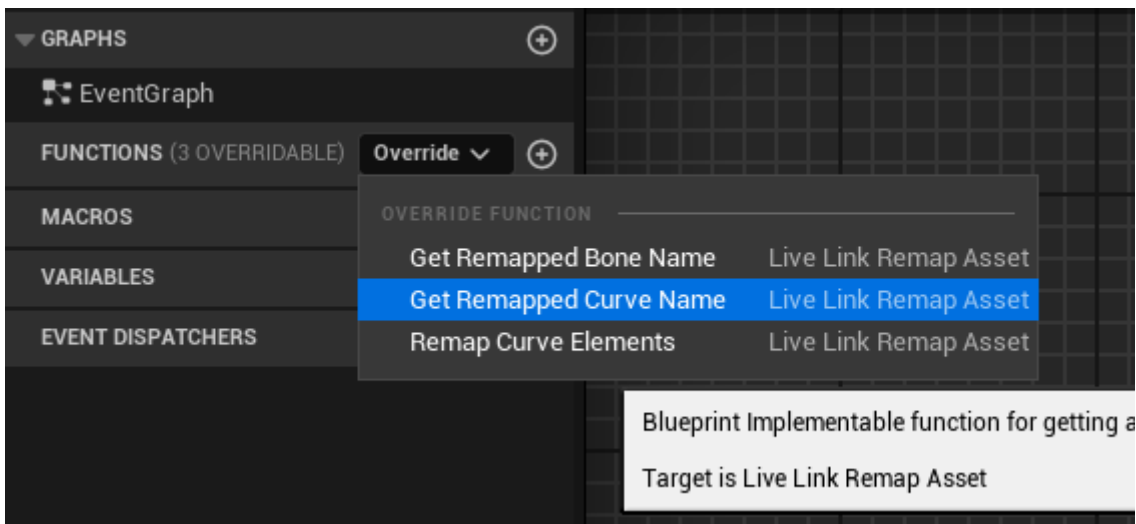 GRAPHS
EventGraph
FUNCTIONS (3 OVERRIDABLE) Override
MACROS
OVERRIDE FUNCTION
Get Remapped Bone Name Live Link Remap Asset
VARIABLES
Get Remapped Curve Name Live Link Remap Asset
EVENT DISPATCHERS
Remap Curve Elements Live Link Remap Asset
Blueprint Implementable function for getting a
Target is Live Link Remap Asset